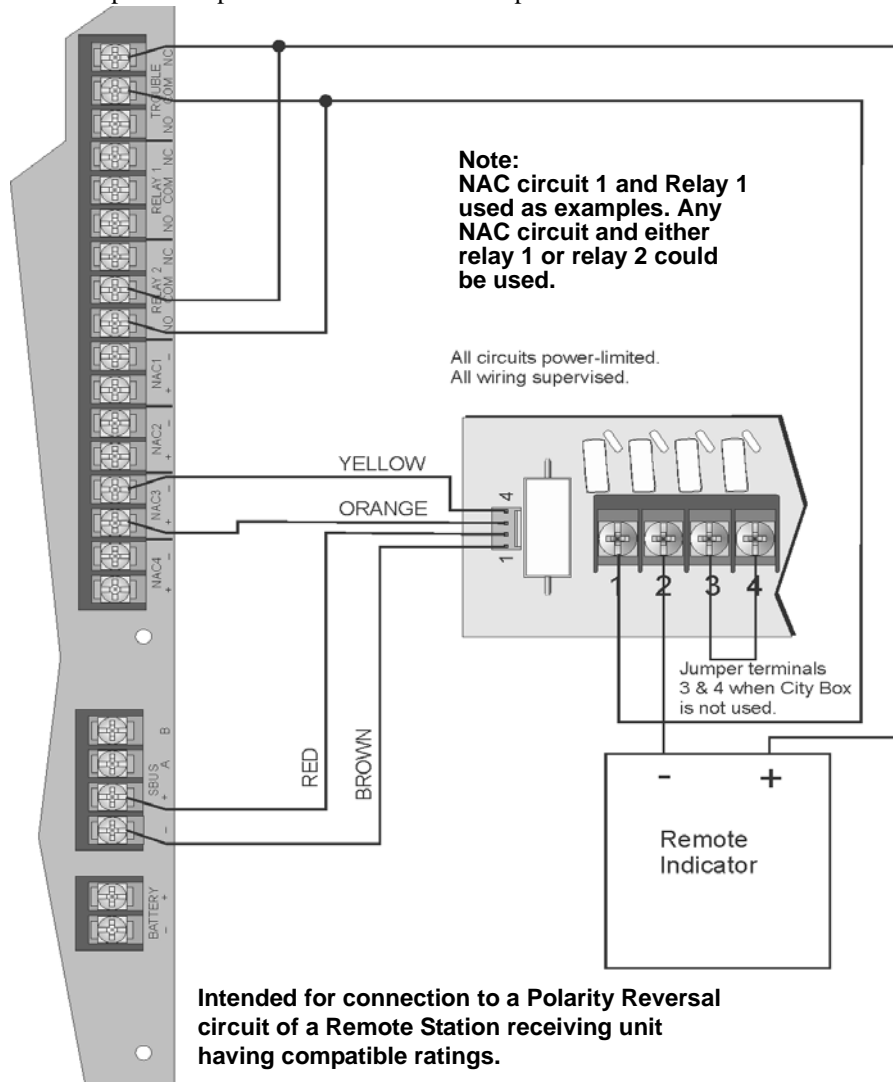 NC
TROUBLE
COM
NO
NC
RELAY 1
COM
NO
NC
RELAY 2
COM
NO
–
NAC1
+
–
NAC2
+
–
NAC3
+
–
NAC4
+
Note:
NAC circuit 1 and Relay 1
used as examples. Any
NAC circuit and either
relay 1 or relay 2 could
be used.
All circuits power-limited.
All wiring supervised.
YELLOW
ORANGE
4
1
1 2 3 4
Jumper terminals
3 & 4 when City Box
is not used.
B
SBUS
A
+
–
RED
BROWN
- +
Remote
Indicator
BATTERY
+
–
Intended for connection to a Polarity Reversal
circuit of a Remote Station receiving unit
having compatible ratings.